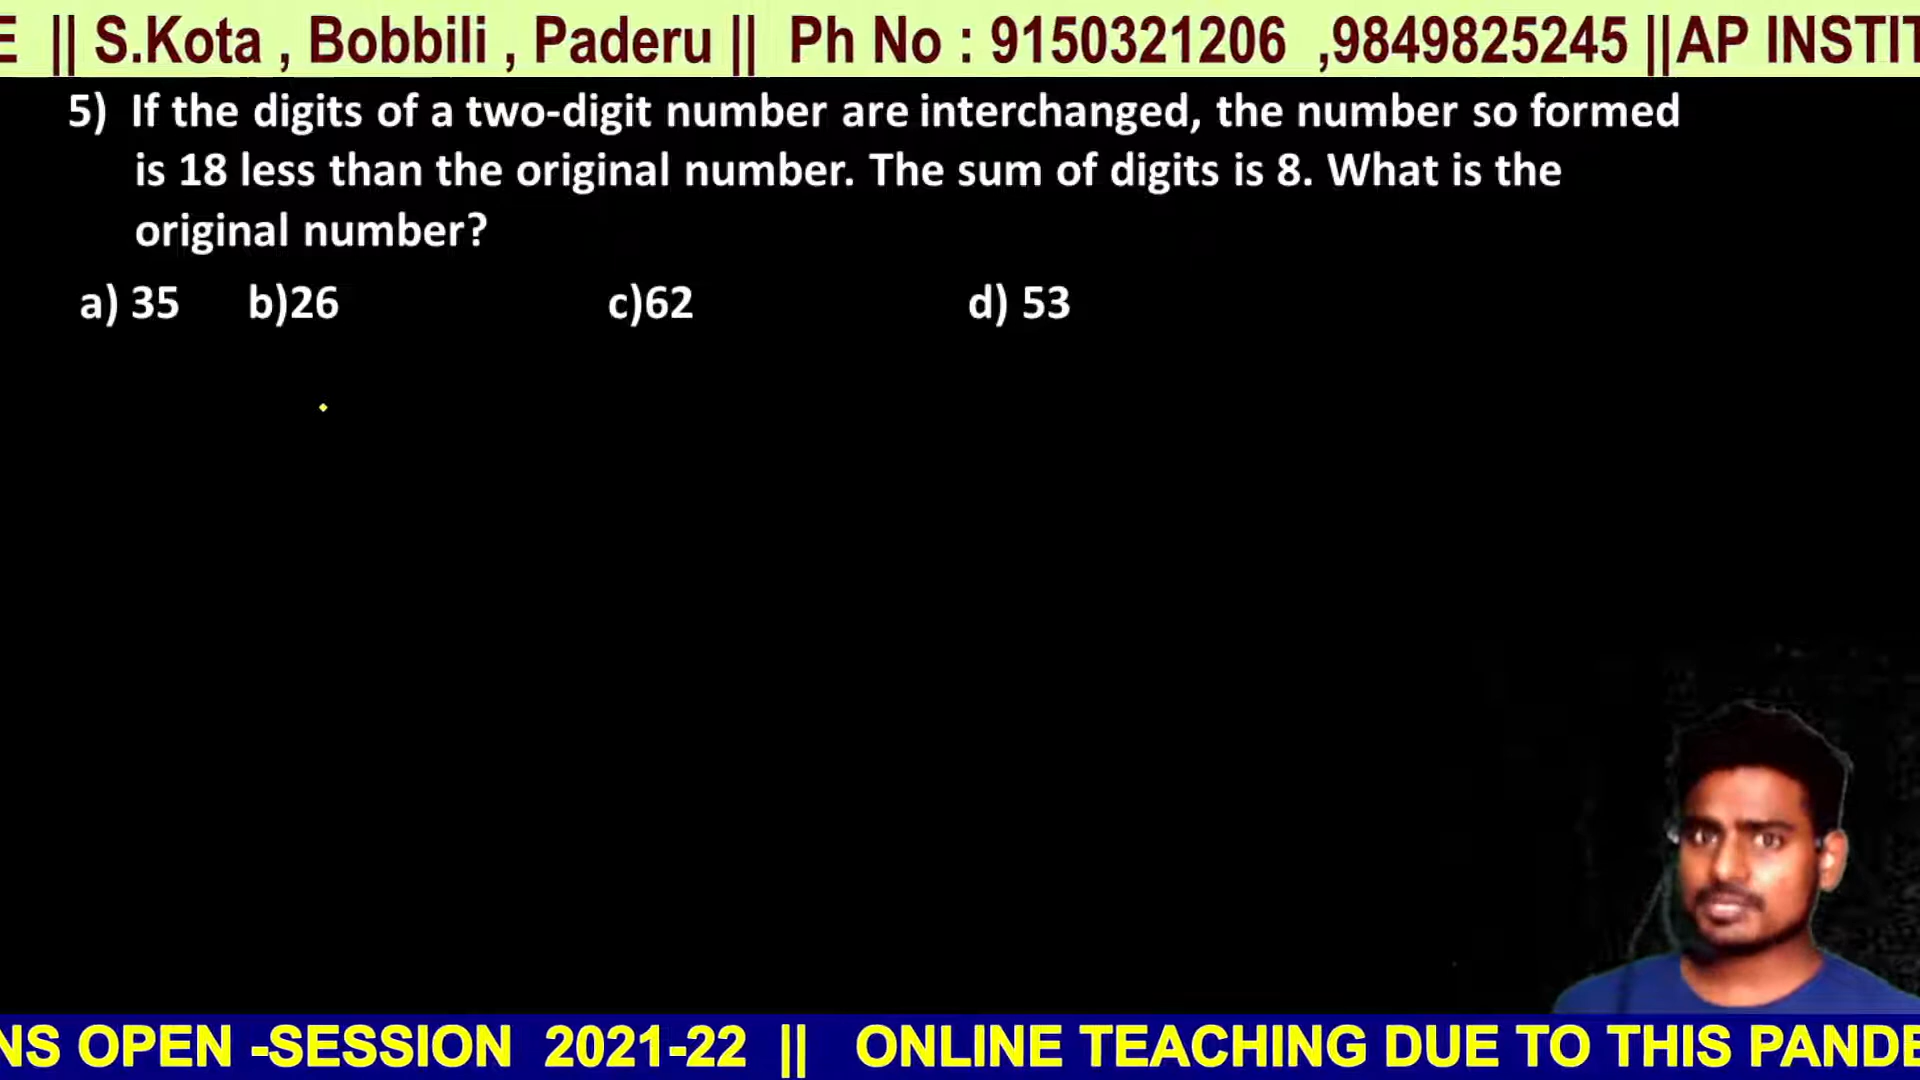 E || S.Kota , Bobbili , Paderu || Ph No : 9150321206 ,9849825245 ||AP INSTIT
5) If the digits of a two-digit number are interchanged, the number so formed
is 18 less than the original number. The sum of digits is 8. What is the
original number?
a) 35 b)26 c)62 d) 53
NS OPEN -SESSION 2021-22 || ONLINE TEACHING DUE TO THIS PANDE